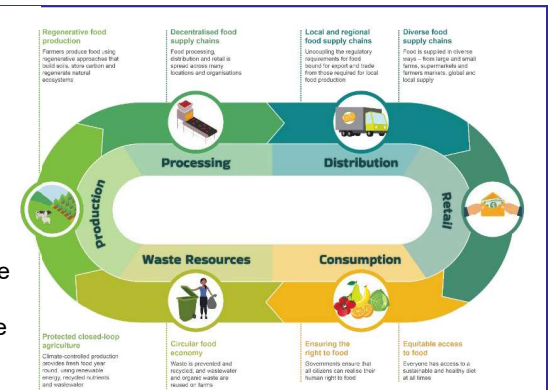 Regenerative food
production
Farmers produce food using
regenerative approaches that
build soils, store carbon and
regenerate natural
ecosystems
Decentralised food
supply chains
Food processing,
distribution and retail is
spread across many
locations and organisations
Local and regional
food supply chains
Uncoupling the regulatory
requirements for food
bound for export and trade
from those required for local
food production
Diverse food
supply chains
Food is supplied in diverse
ways – from large and small
farms, supermarkets and
farmers markets, global and
local supply
Processing
Distribution
Production
Retail
Waste Resources
Consumption
e
e
Protected closed-loop
agriculture
Climate-controlled production
provides fresh food year
round, using renewable
energy, recycled nutrients
and wastewater
Circular food
economy
Waste is prevented and
recycled, and wastewater
and organic waste are
reused on farms
Ensuring the
right to food
Governments ensure that
all citizens can realise their
human right to food
Equitable access
to food
Everyone has access to a
sustainable and healthy diet
at all times